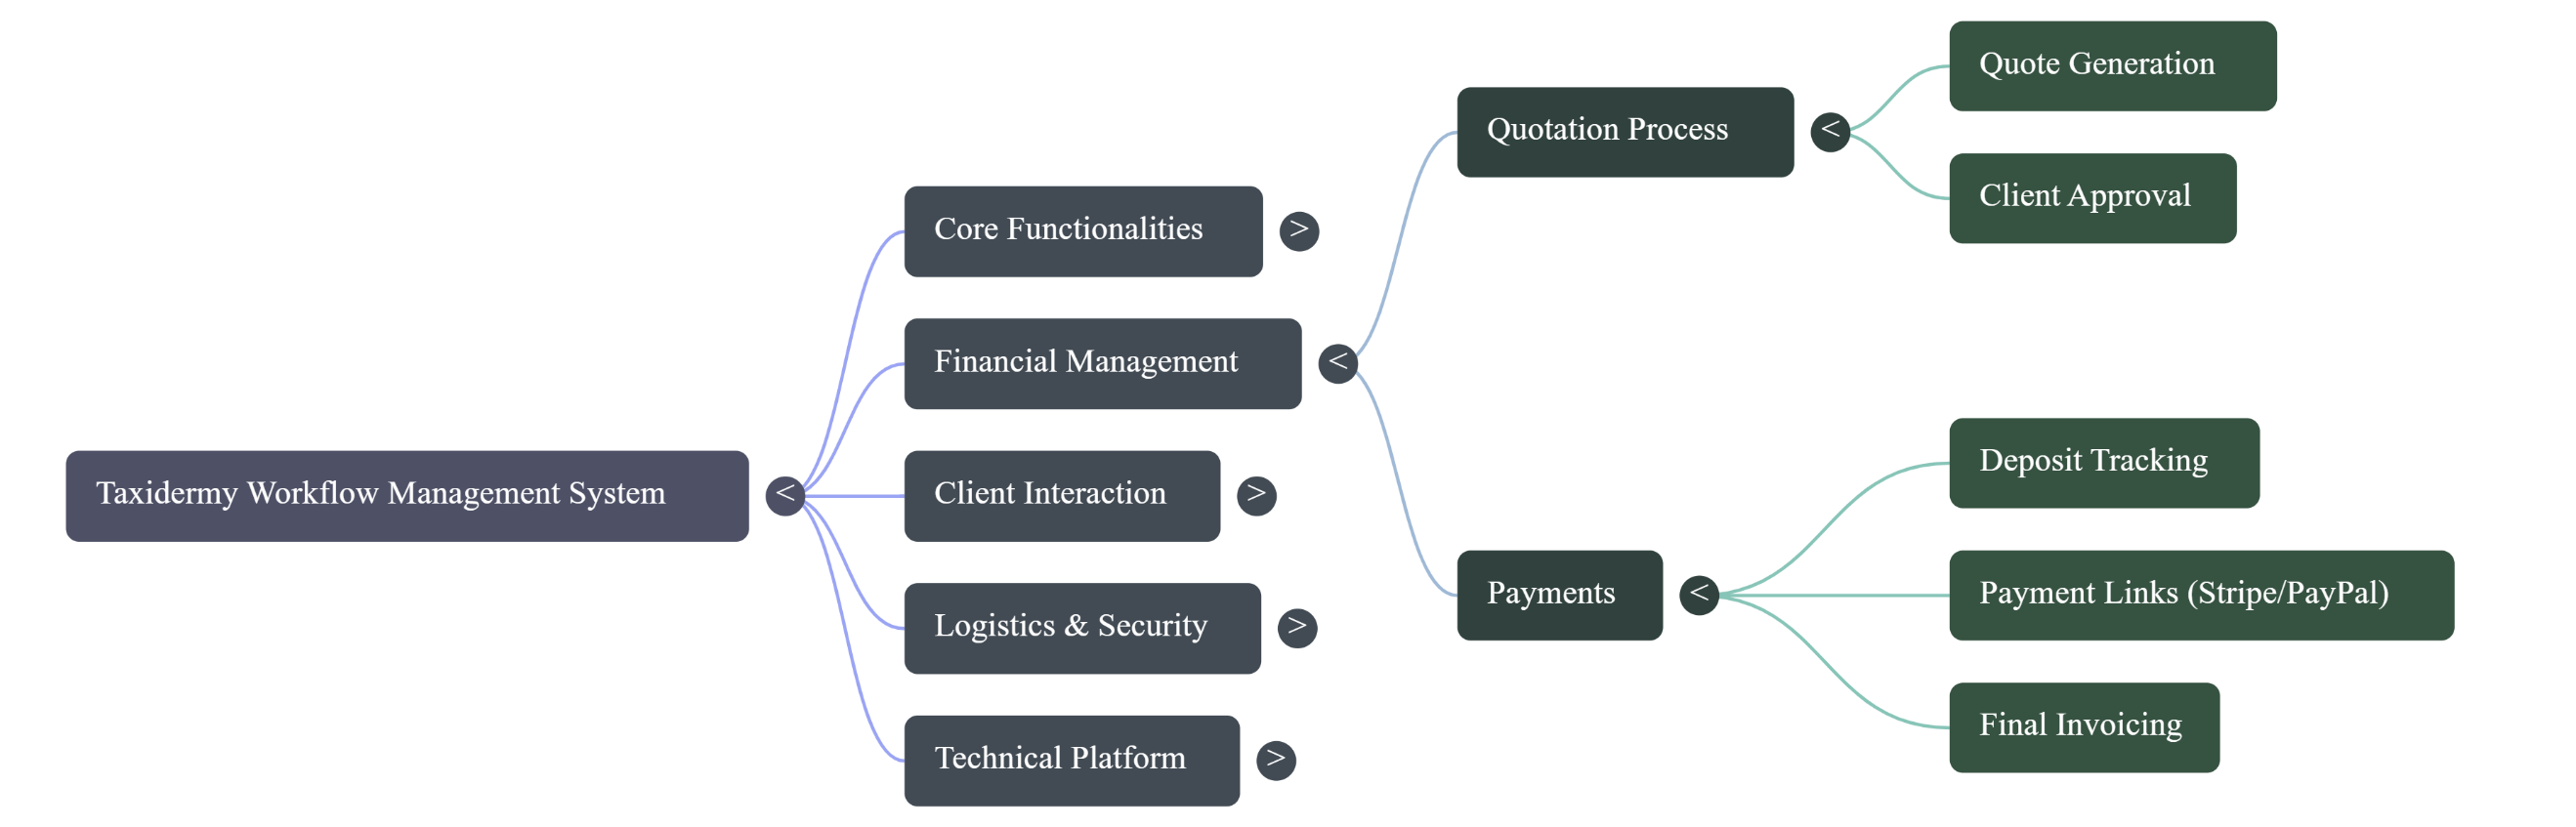 Taxidermy Workflow Management System
<
Core Functionalities
>
Financial Management
<
Client Interaction
>
Logistics & Security
>
Technical Platform
>
Quotation Process
<
Quote Generation
Client Approval
Payments
<
Deposit Tracking
Payment Links (Stripe/PayPal)
Final Invoicing